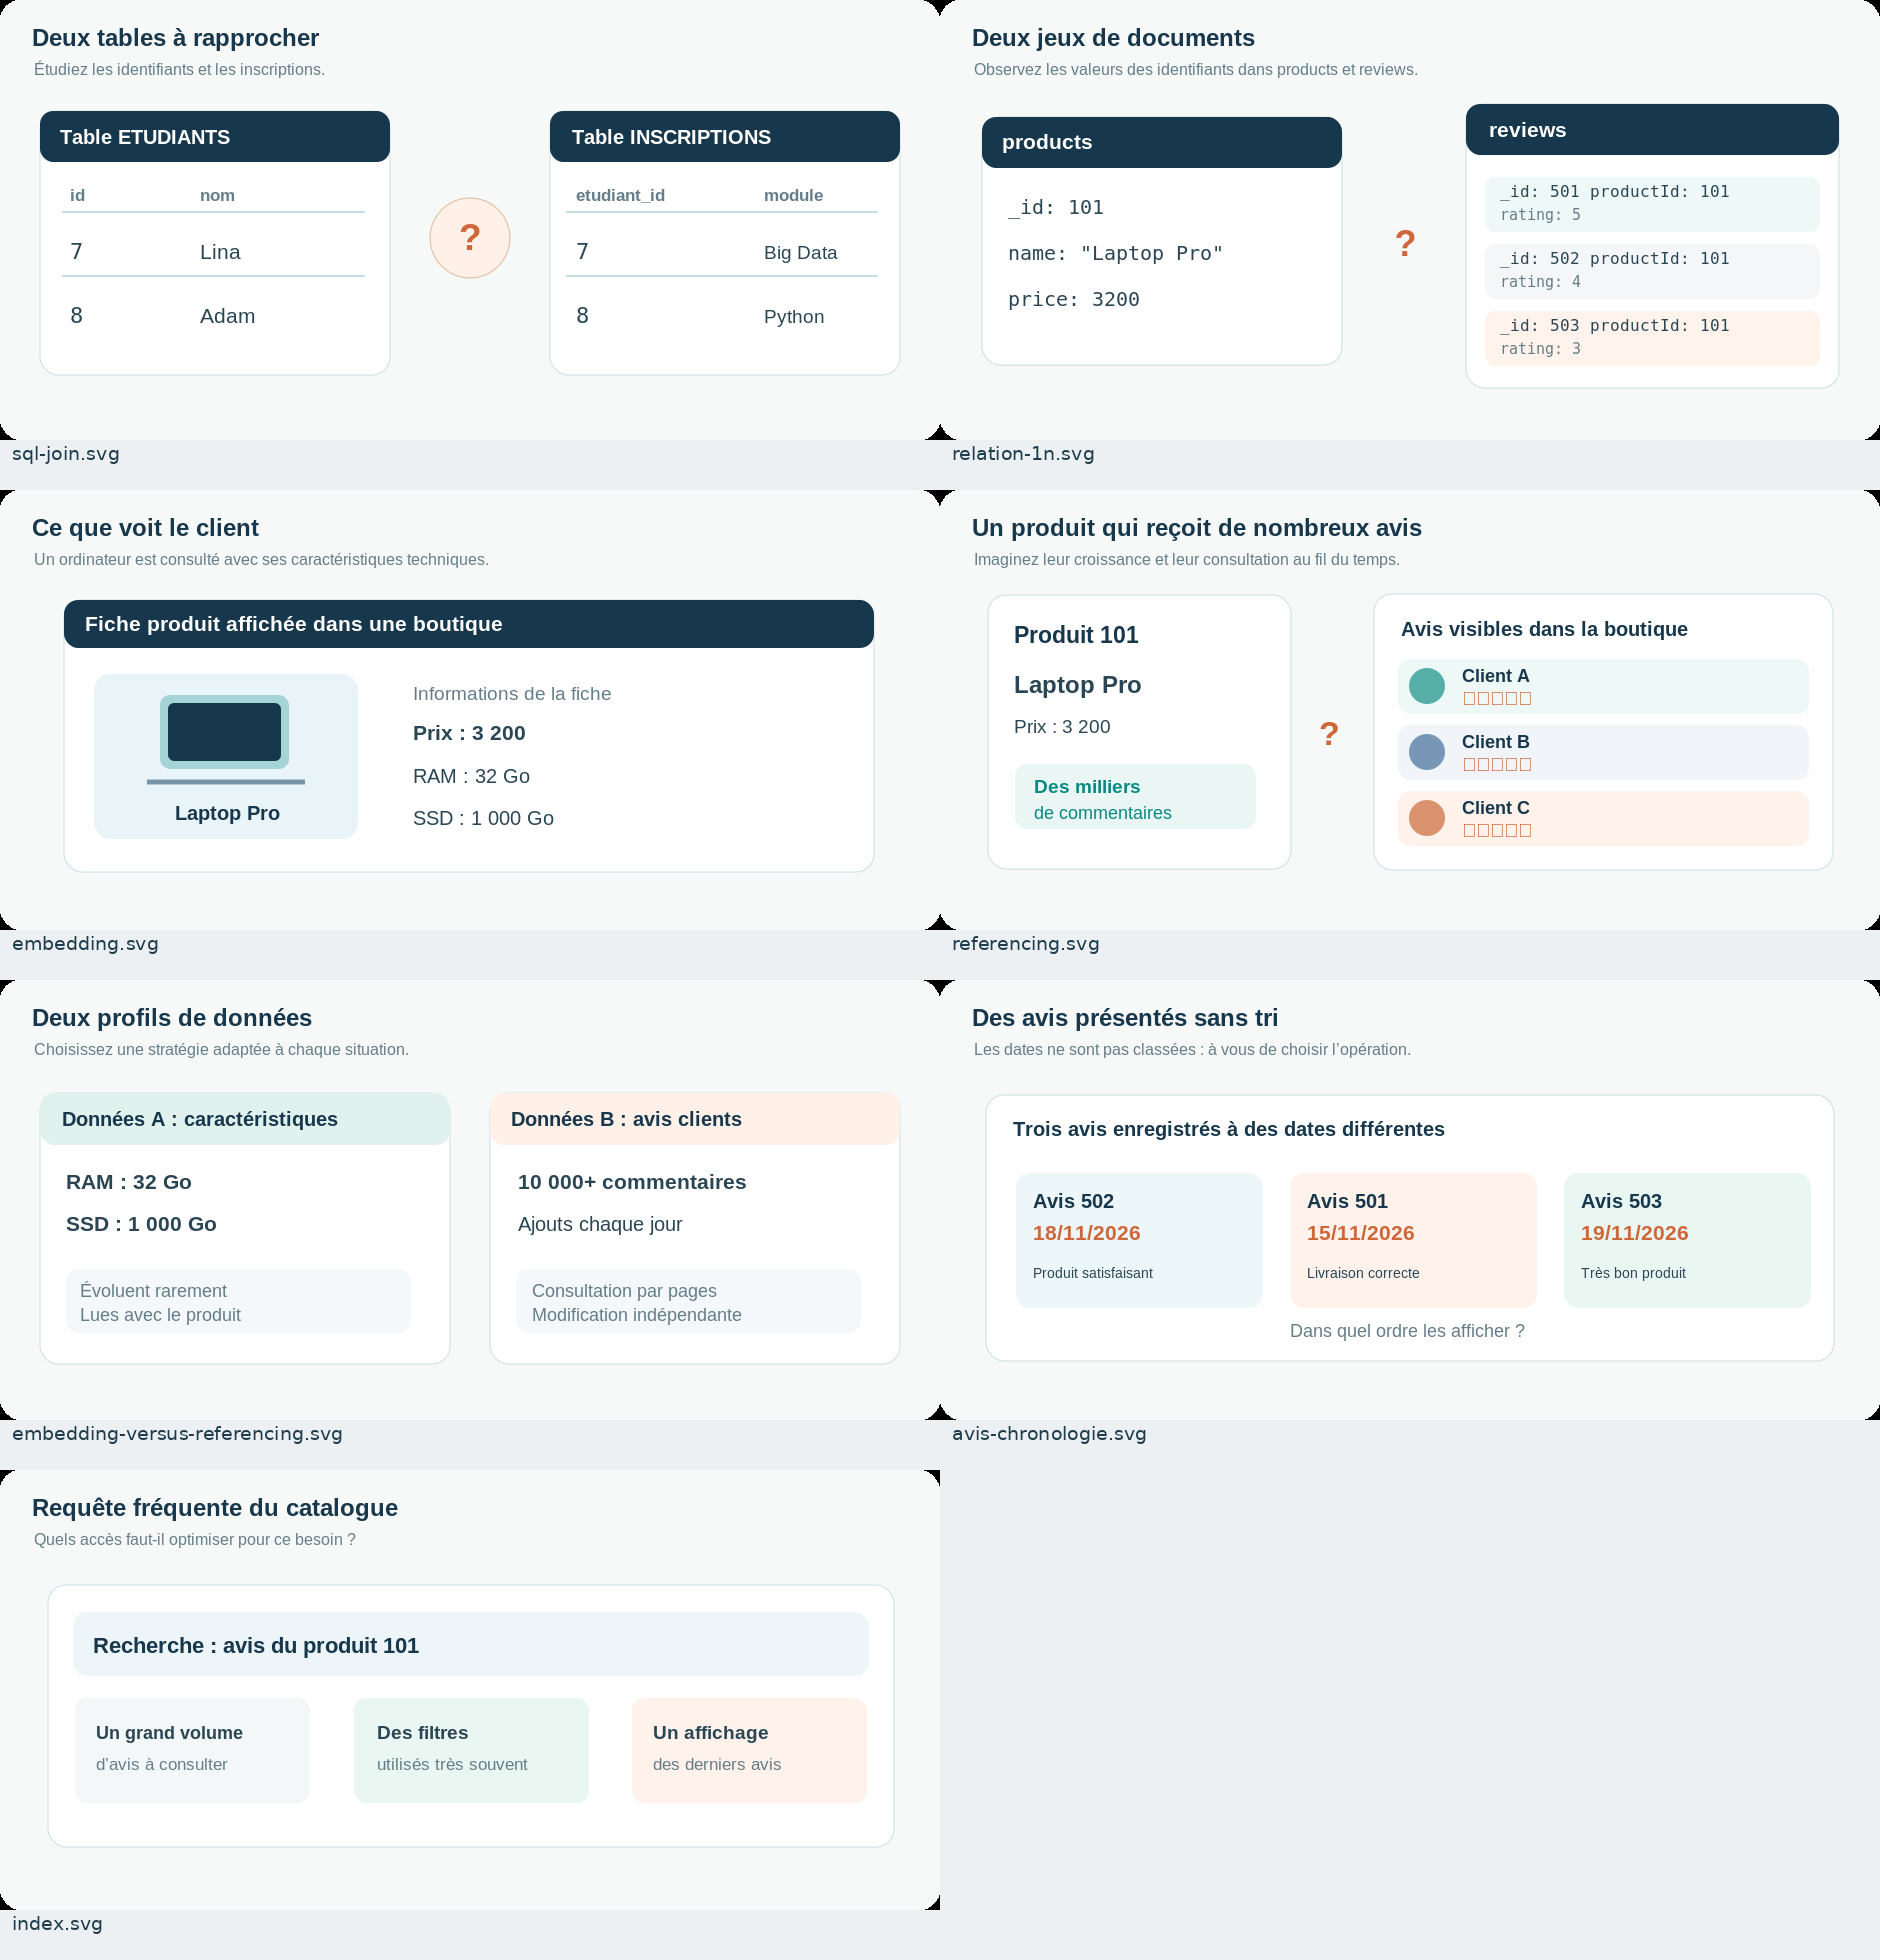 Deux tables à rapprocher
Étudiez les identifiants et les inscriptions.
Table ETUDIANTS
id nom
7 Lina
8 Adam
?
Table INSCRIPTIONS
etudiant_id module
7 Big Data
8 Python
sql-join.svg
Deux jeux de documents
Observez les valeurs des identifiants dans products et reviews.
products
_id: 101
name: "Laptop Pro"
price: 3200
?
reviews
_id: 501 productId: 101
rating: 5
_id: 502 productId: 101
rating: 4
_id: 503 productId: 101
rating: 3
relation-1n.svg
Ce que voit le client
Un ordinateur est consulté avec ses caractéristiques techniques.
Fiche produit affichée dans une boutique
Laptop Pro
Informations de la fiche
Prix : 3 200
RAM : 32 Go
SSD : 1 000 Go
embedding.svg
Un produit qui reçoit de nombreux avis
Imaginez leur croissance et leur consultation au fil du temps.
Produit 101
Laptop Pro
Prix : 3 200
Des milliers
de commentaires
?
Avis visibles dans la boutique
Client A
Client B
Client C
referencing.svg
Deux profils de données
Choisissez une stratégie adaptée à chaque situation.
Données A : caractéristiques
RAM : 32 Go
SSD : 1 000 Go
Évoluent rarement
Lues avec le produit
Données B : avis clients
10 000+ commentaires
Ajouts chaque jour
Consultation par pages
Modification indépendante
embedding-versus-referencing.svg
Des avis présentés sans tri
Les dates ne sont pas classées : à vous de choisir l’opération.
Trois avis enregistrés à des dates différentes
Avis 502
18/11/2026
Produit satisfaisant
Avis 501
15/11/2026
Livraison correcte
Avis 503
19/11/2026
Très bon produit
Dans quel ordre les afficher ?
avis-chronologie.svg
Requête fréquente du catalogue
Quels accès faut-il optimiser pour ce besoin ?
Recherche : avis du produit 101
Un grand volume
d’avis à consulter
Des filtres
utilisés très souvent
Un affichage
des derniers avis
index.svg